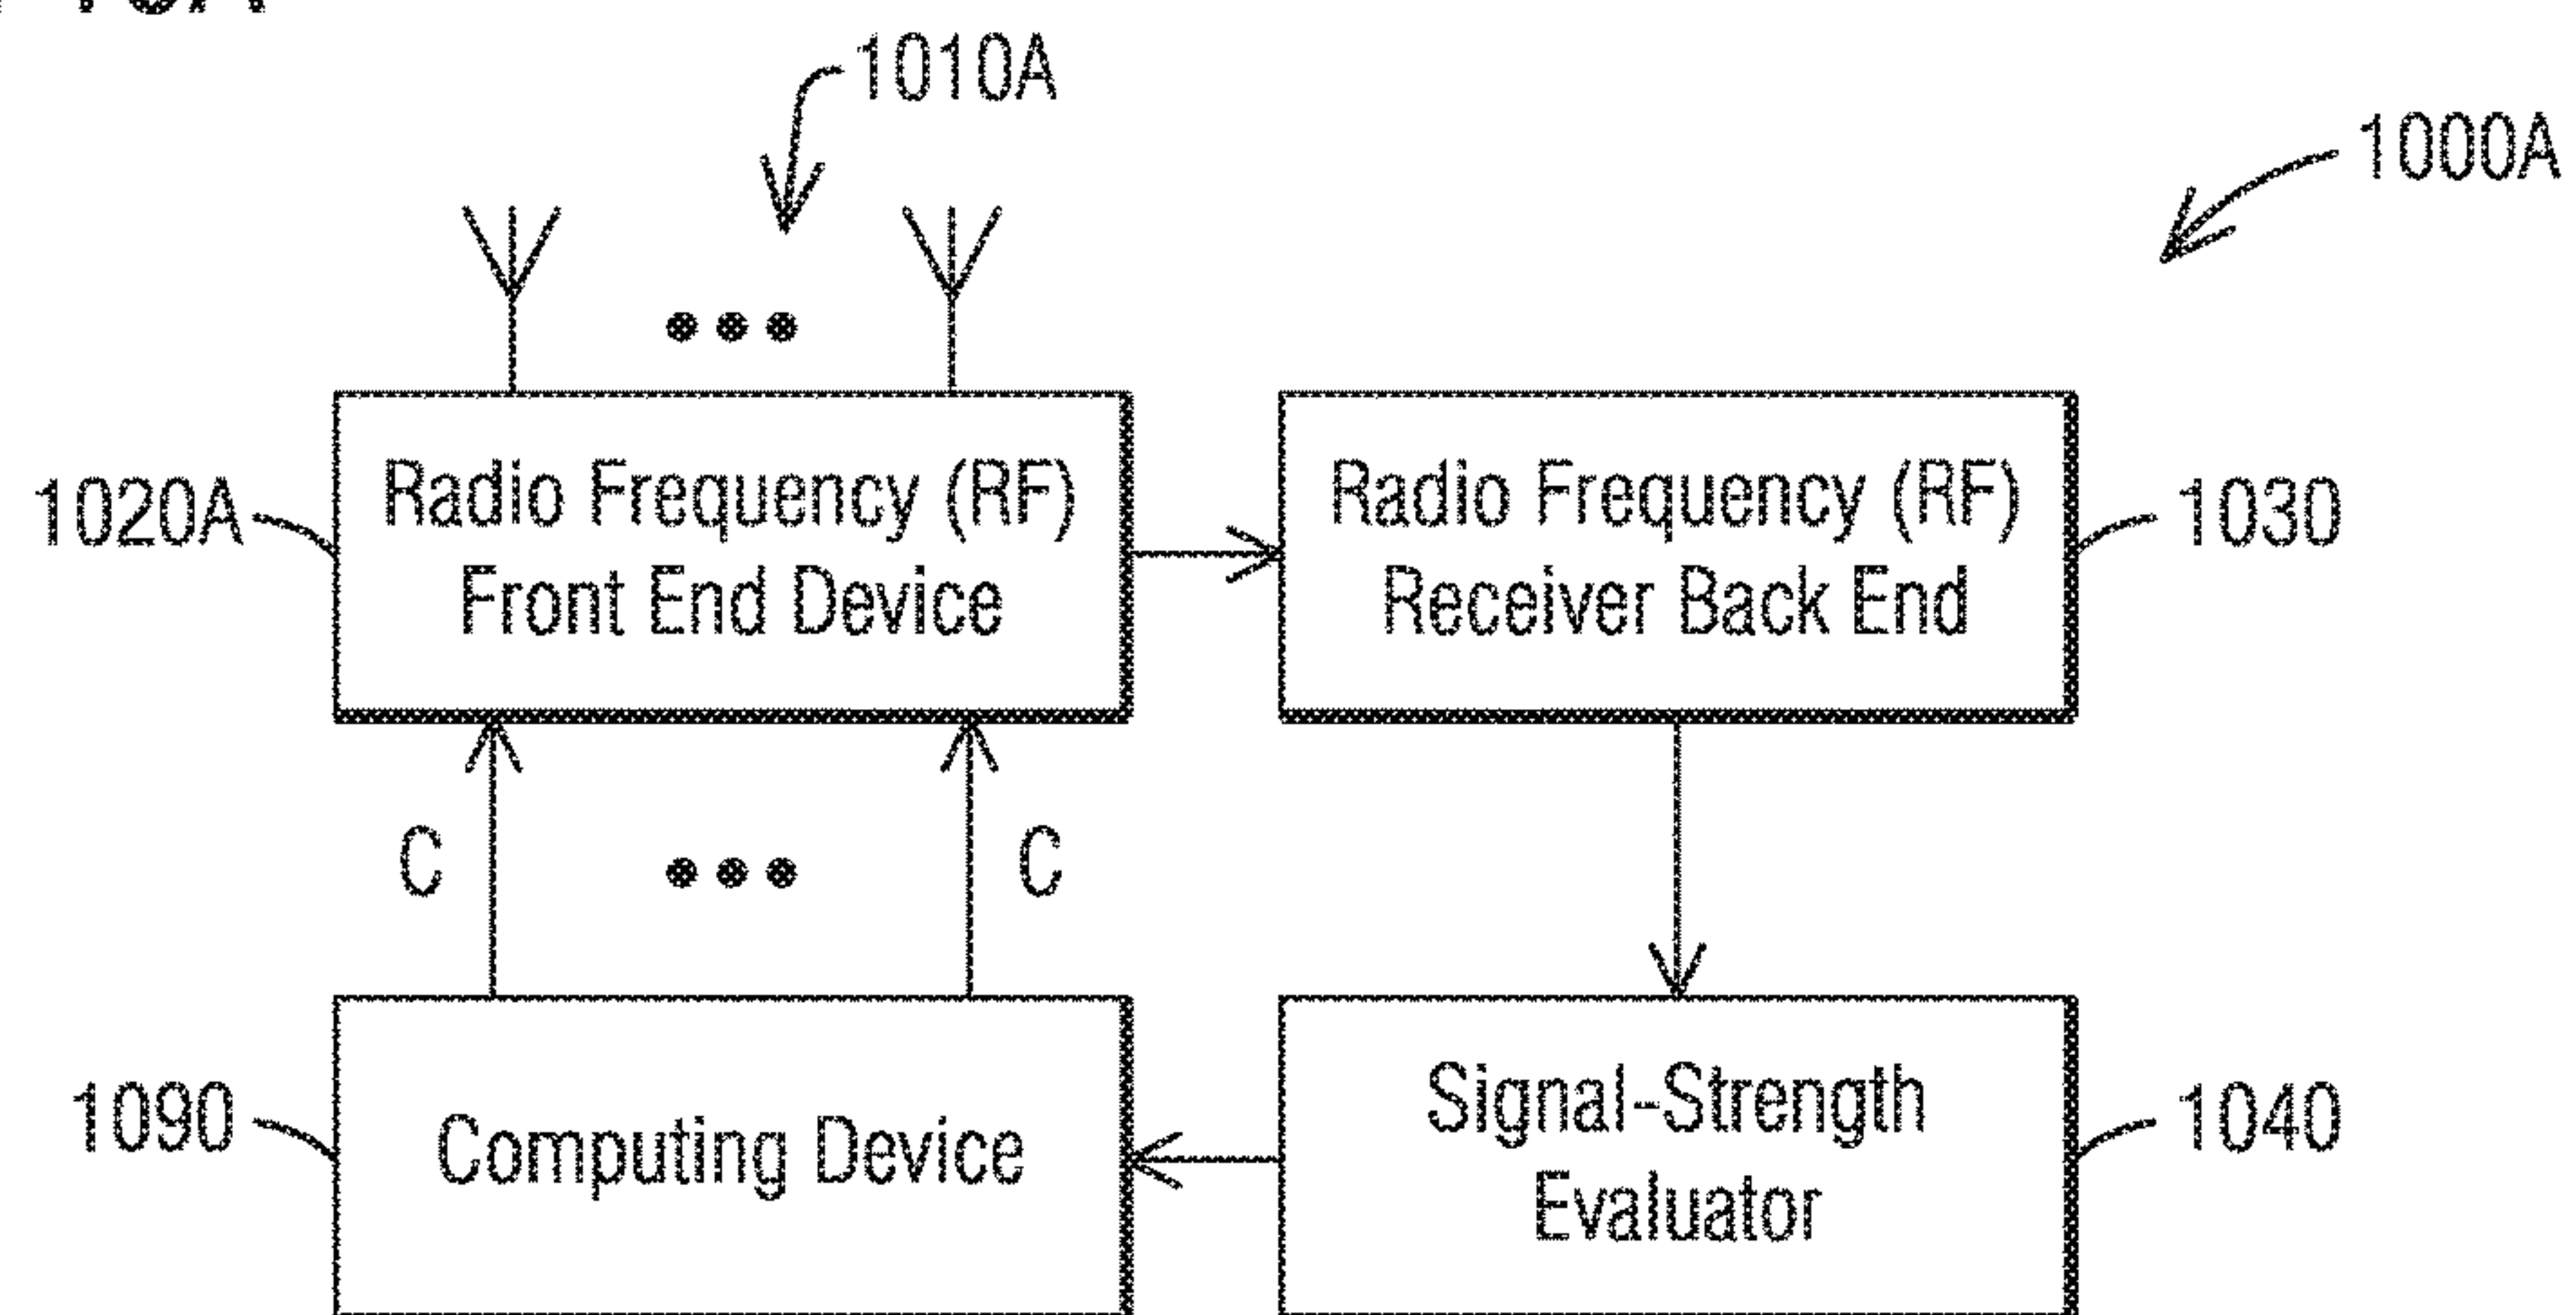 1010A
1000A
1020A
Radio Frequency (RF)
Front End Device
Radio Frequency (RF)
Receiver Back End
1030
C
C
1090
Computing Device
Signal-Strength
Evaluator
1040